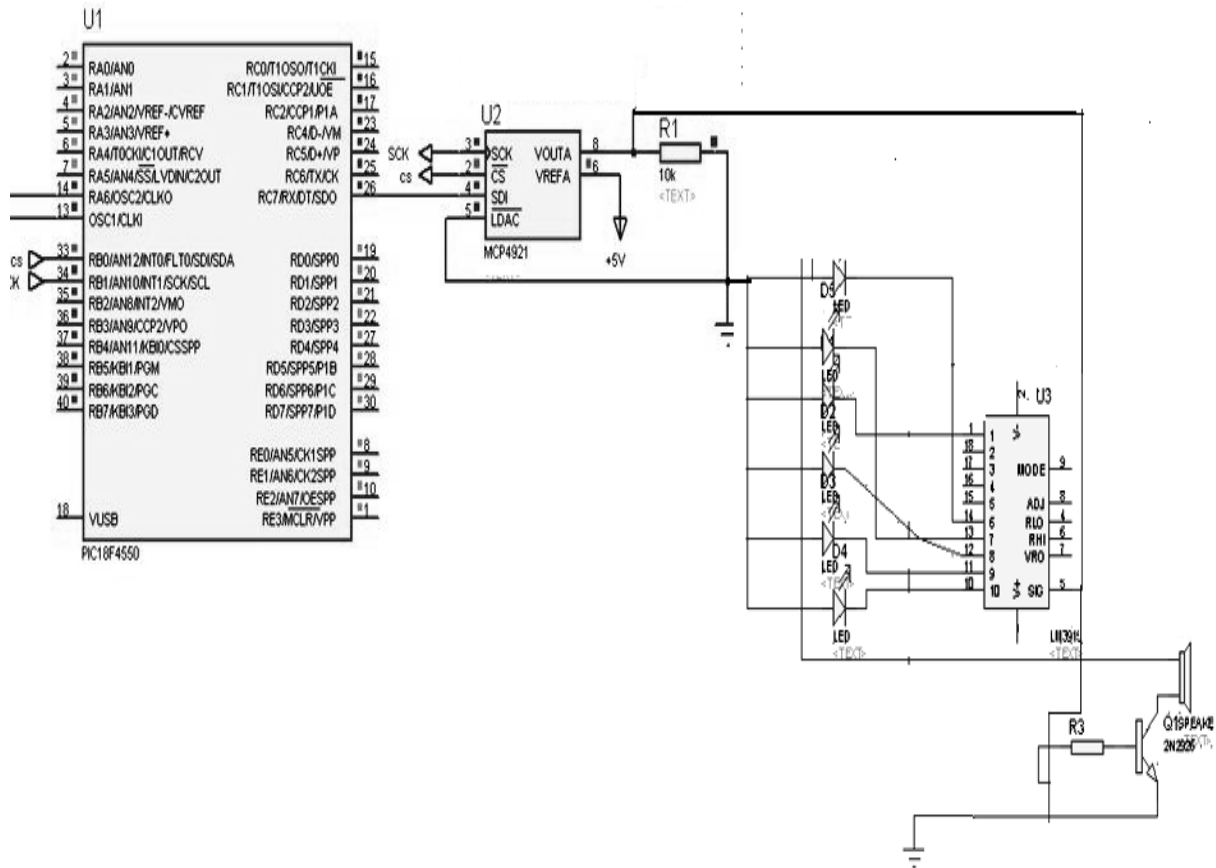 U1
2 RA0/AN0
3 RA1/AN1
4 RA2/AN2/VREF-/CVREF
5 RA3/AN3/VREF+
6 RA4/T0CKI/C1OUT/RCV
7 RA5/AN4/SS/LVDIN/C2OUT
14 RA6/OSC2/CLKO
13 OSC1/CLKI
cs 33 RB0/AN12/INT0/FLT0/SDI/SDA
CK 34 RB1/AN10/INT1/SCK/SCL
35 RB2/AN8/INT2/VMO
36 RB3/AN9/CCP2/VPO
37 RB4/AN11/KBI0/CSSPP
38 RB5/KBI1/PGM
39 RB6/KBI2/PGC
40 RB7/KBI3/PGD
18 VUSB
RC0/T1OSO/T1CKI 15
RC1/T1OSI/CCP2/UOE 16
RC2/CCP1/P1A 17
RC4/D-/VM 23
RC5/D+/VP 24
RC6/TX/CK 25
RC7/RX/DT/SDO 26
RD0/SPP0 19
RD1/SPP1 20
RD2/SPP2 21
RD3/SPP3 22
RD4/SPP4 27
RD5/SPP5/P1B 28
RD6/SPP6/P1C 29
RD7/SPP7/P1D 30
RE0/AN5/CK1SPP 8
RE1/AN6/CK2SPP 9
RE2/AN7/OESPP 10
RE3/MCLR/VPP 1
PIC18F4550
U2
SCK 3 SCK VOUTA 8
cs 2 CS VREFA 6
4 SDI
5 LDAC
MCP4921
R1
10k
<TEXT>
+5V
D5
LED
LED
D2
LED
D3
LED
<TEXT>
D4
LED
<TEXT>
LED
<TEXT>
U3
2
1 1 V-
18 2
17 3 MODE 9
16 4
15 5 ADJ 8
14 6 RLO 4
13 7 RHI 6
12 8 VRO 7
11 9
10 10 V+ SIG 5
<TEXT>
R3
Q1
2N2926